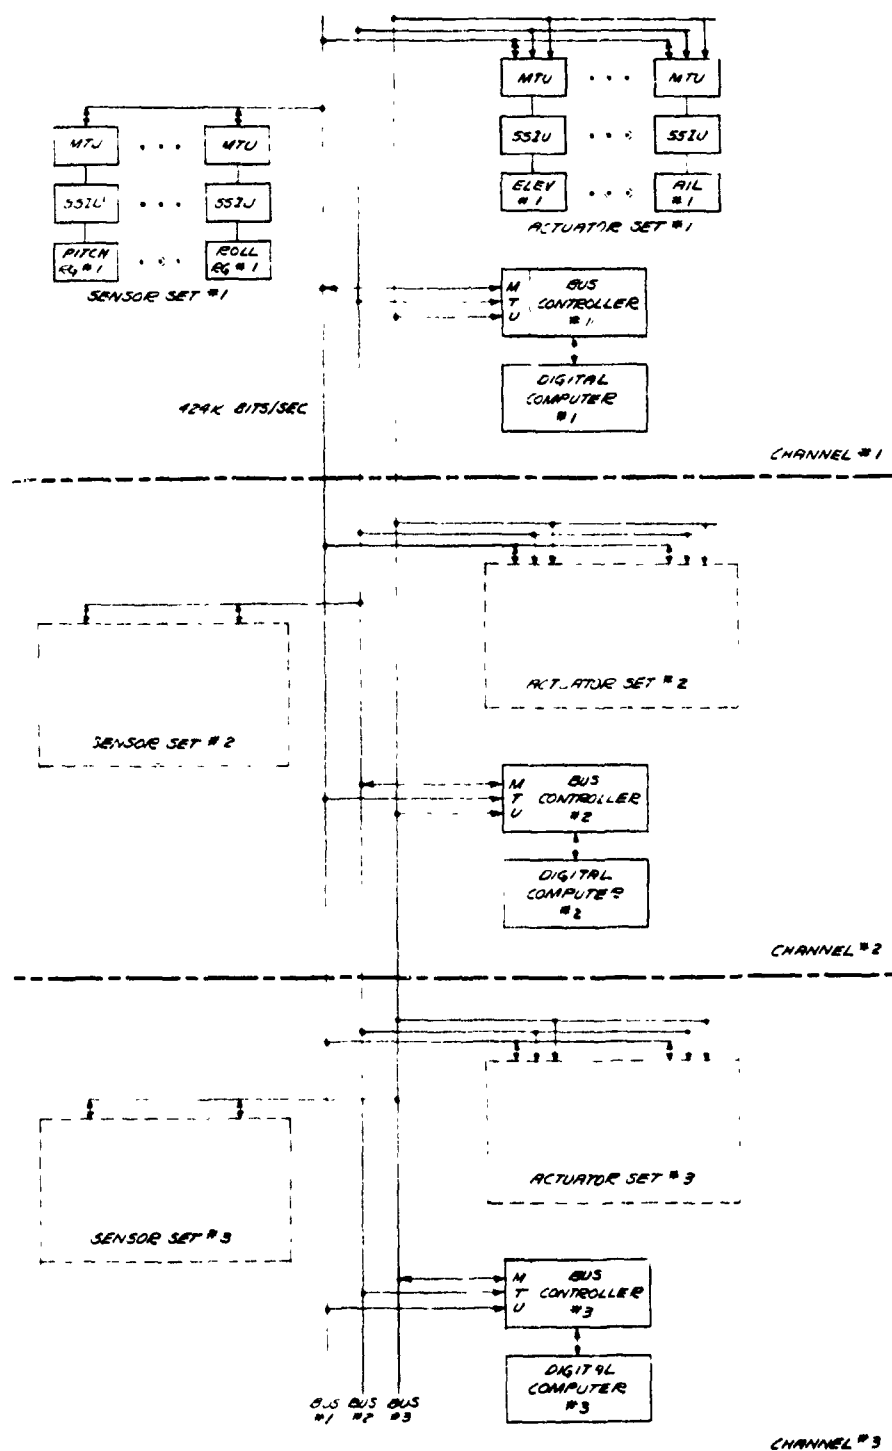 MTU . . . MTU
SSIU . . . SSIU
ELEV #1 . . . AIL #1
ACTUATOR SET #1
MTU . . . MTU
SSIU . . . SSIU
PITCH RG #1 . . . ROLL RG #1
SENSOR SET #1
M BUS
T CONTROLLER
U #1
DIGITAL
COMPUTER
#1
424K BITS/SEC
CHANNEL #1
ACTUATOR SET #2
SENSOR SET #2
M BUS
T CONTROLLER
U #2
DIGITAL
COMPUTER
#2
CHANNEL #2
ACTUATOR SET #3
SENSOR SET #3
M BUS
T CONTROLLER
U #3
DIGITAL
COMPUTER
#3
BUS BUS BUS
#1 #2 #3
CHANNEL #3